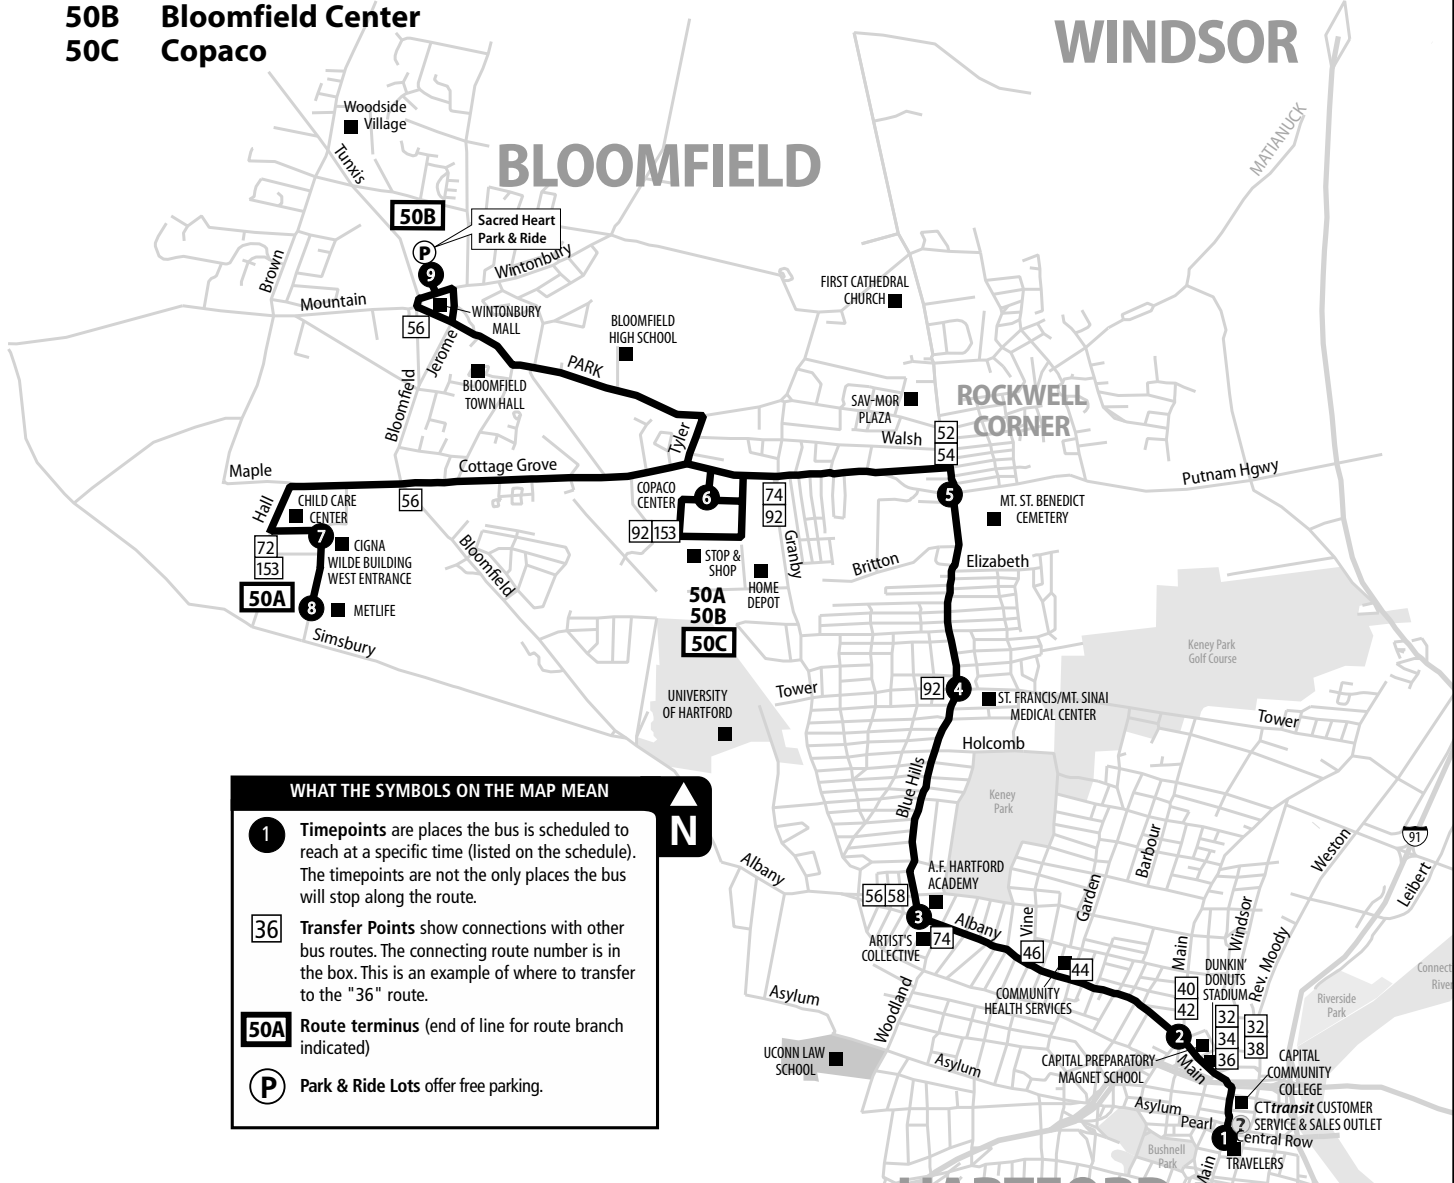 50B Bloomfield Center
50C Copaco
WINDSOR
Woodside
Village
Tunxis
MATIANUCK
BLOOMFIELD
50B
Sacred Heart
Park & Ride
P
9
Wintonbury
Brown
Mountain
WINTONBURY
MALL
56
Jerome
FIRST CATHEDRAL
CHURCH
BLOOMFIELD
HIGH SCHOOL
PARK
BLOOMFIELD
TOWN HALL
Bloomfield
SAV-MOR
PLAZA
ROCKWELL
CORNER
Walsh
52
54
Tyler
Maple
Cottage Grove
Putnam Hgwy
Hall
CHILD CARE
CENTER
56
COPACO
CENTER
6
74
92
5
MT. ST. BENEDICT
CEMETERY
7
CIGNA
WILDE BUILDING
WEST ENTRANCE
72
153
Bloomfield
92 153
STOP &
SHOP
HOME
DEPOT
Granby
Britton
Elizabeth
50A
8
METLIFE
Simsbury
50A
50B
50C
Keney Park
Golf Course
UNIVERSITY
OF HARTFORD
Tower
92
4
ST. FRANCIS/MT. SINAI
MEDICAL CENTER
Tower
Holcomb
Blue Hills
Keney
Park
WHAT THE SYMBOLS ON THE MAP MEAN
N
1
Timepoints are places the bus is scheduled to
reach at a specific time (listed on the schedule).
The timepoints are not the only places the bus
will stop along the route.
36
Transfer Points show connections with other
bus routes. The connecting route number is in
the box. This is an example of where to transfer
to the "36" route.
50A
Route terminus (end of line for route branch
indicated)
P
Park & Ride Lots offer free parking.
Albany
Barbour
Weston
91
Leibert
A.F. HARTFORD
ACADEMY
Garden
56 58
3
Albany
Vine
74
ARTIST'S
COLLECTIVE
46
44
COMMUNITY
HEALTH SERVICES
Main
Windsor
Rev. Moody
DUNKIN'
DONUTS
STADIUM
40
42
32
34
36
32
38
Riverside
Park
Connect
River
Asylum
Woodland
UCONN LAW
SCHOOL
Asylum
2
CAPITAL PREPARATORY
MAGNET SCHOOL
Main
CAPITAL
COMMUNITY
COLLEGE
Asylum
Pearl
CTtransit CUSTOMER
SERVICE & SALES OUTLET
?
1
Central Row
TRAVELERS
Bushnell
Park
Main
HARTFORD